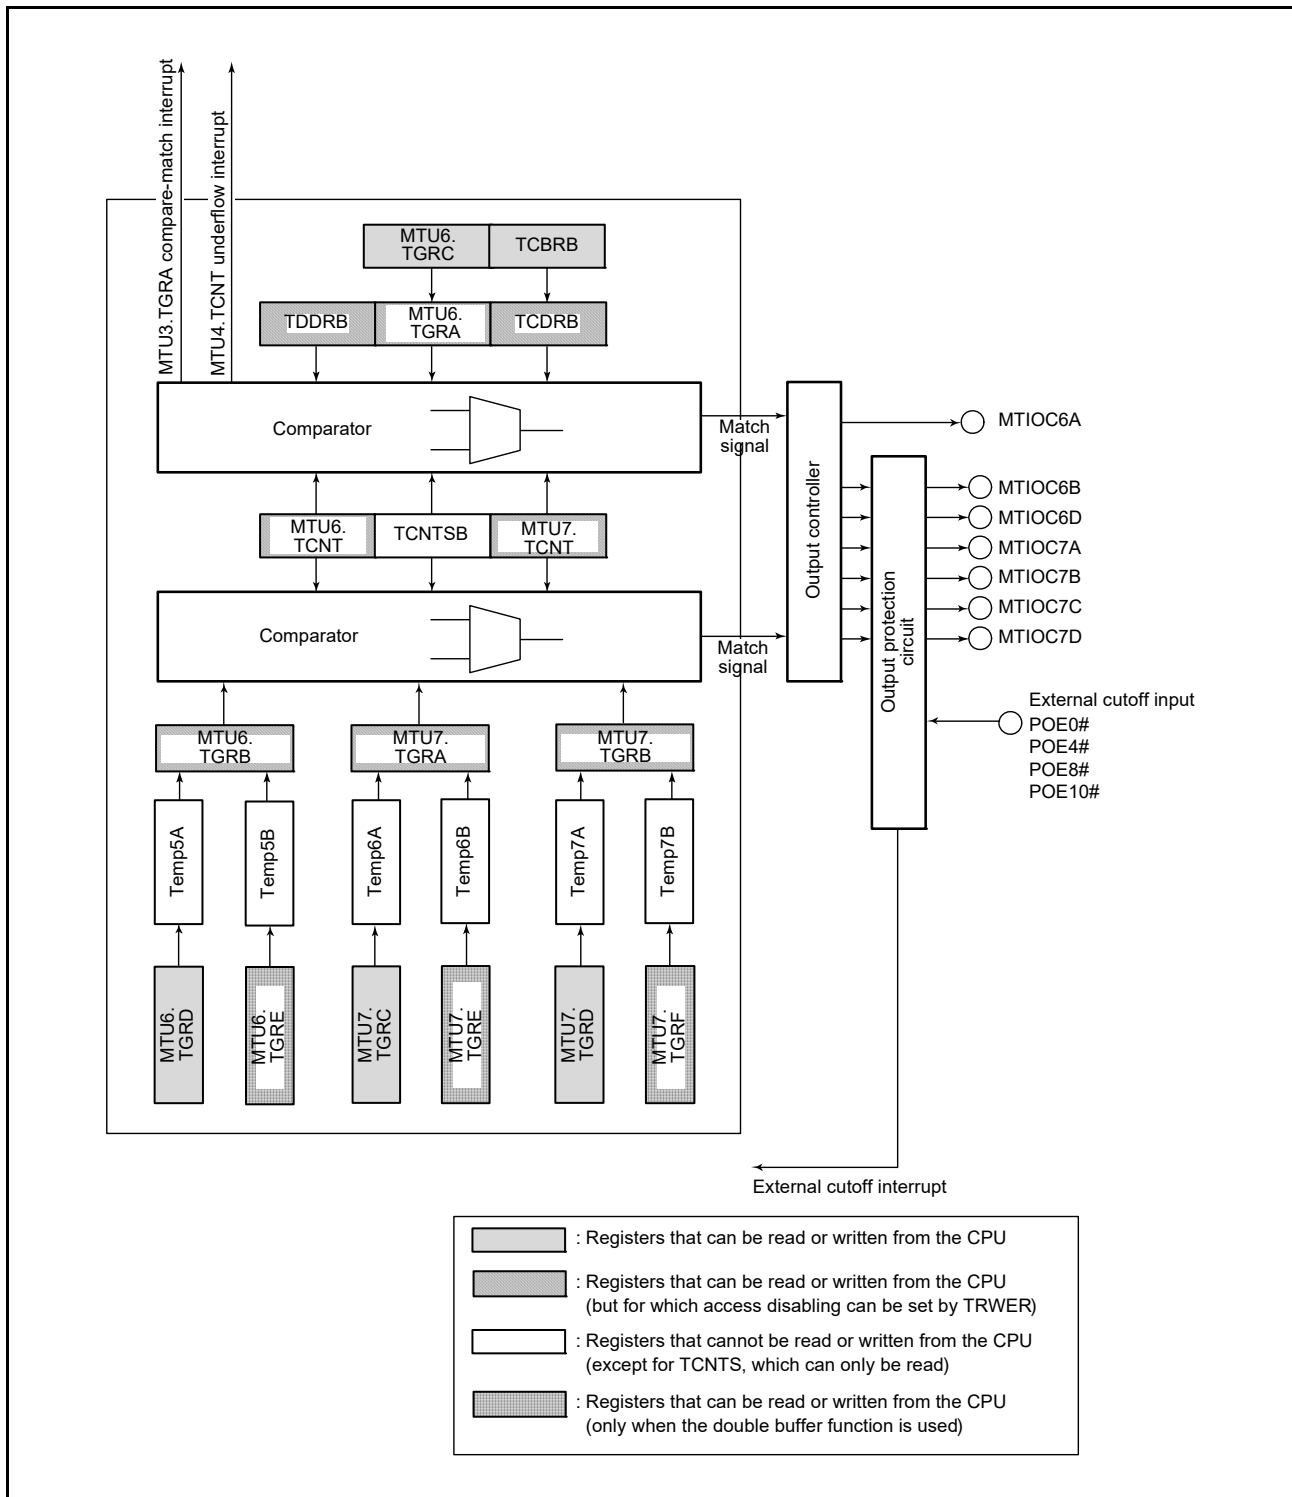 MTU3.TGRA compare-match interrupt
MTU4.TCNT underflow interrupt
MTU6.
TGRC
TCBRB
TDDRB
MTU6.
TGRA
TCDRB
Comparator
Match
signal
MTU6.
TCNT
TCNTSB
MTU7.
TCNT
Comparator
Match
signal
Output controller
Output protection
circuit
MTIOC6A
MTIOC6B
MTIOC6D
MTIOC7A
MTIOC7B
MTIOC7C
MTIOC7D
External cutoff input
POE0#
POE4#
POE8#
POE10#
MTU6.
TGRB
MTU7.
TGRA
MTU7.
TGRB
Temp5A
Temp5B
Temp6A
Temp6B
Temp7A
Temp7B
MTU6.
TGRD
MTU6.
TGRE
MTU7.
TGRC
MTU7.
TGRE
MTU7.
TGRD
MTU7.
TGRF
External cutoff interrupt
: Registers that can be read or written from the CPU
: Registers that can be read or written from the CPU
(but for which access disabling can be set by TRWER)
: Registers that cannot be read or written from the CPU
(except for TCNTS, which can only be read)
: Registers that can be read or written from the CPU
(only when the double buffer function is used)